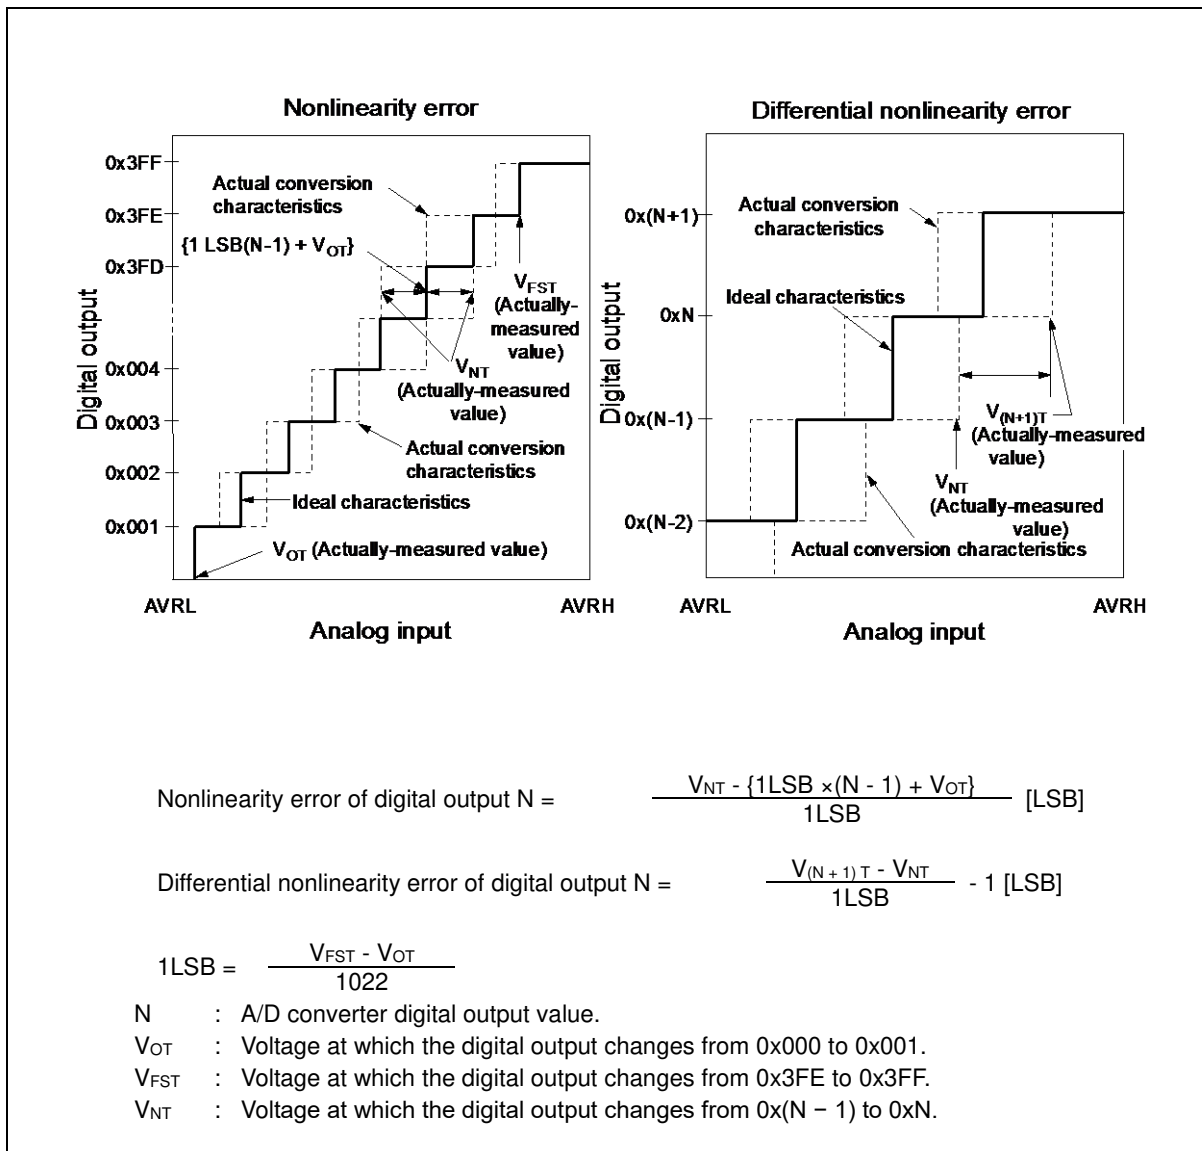 Nonlinearity error
Digital output
0x3FF
0x3FE
0x3FD
0x004
0x003
0x002
0x001
Actual conversion
characteristics
{1 LSB(N-1) + VOT}
VFST
(Actually-
measured
value)
VNT
(Actually-measured
value)
Actual conversion
characteristics
Ideal characteristics
VOT (Actually-measured value)
AVRL
AVRH
Analog input
Differential nonlinearity error
Digital output
0x(N+1)
0xN
0x(N-1)
0x(N-2)
Actual conversion
characteristics
Ideal characteristics
V(N+1)T
(Actually-measured
value)
VNT
(Actually-measured
value)
Actual conversion characteristics
AVRL
AVRH
Analog input
Nonlinearity error of digital output N =
VNT - {1LSB ×(N - 1) + VOT}
1LSB
[LSB]
Differential nonlinearity error of digital output N =
V(N + 1) T - VNT
1LSB
- 1 [LSB]
1LSB =
VFST - VOT
1022
N : A/D converter digital output value.
VOT : Voltage at which the digital output changes from 0x000 to 0x001.
VFST : Voltage at which the digital output changes from 0x3FE to 0x3FF.
VNT : Voltage at which the digital output changes from 0x(N − 1) to 0xN.